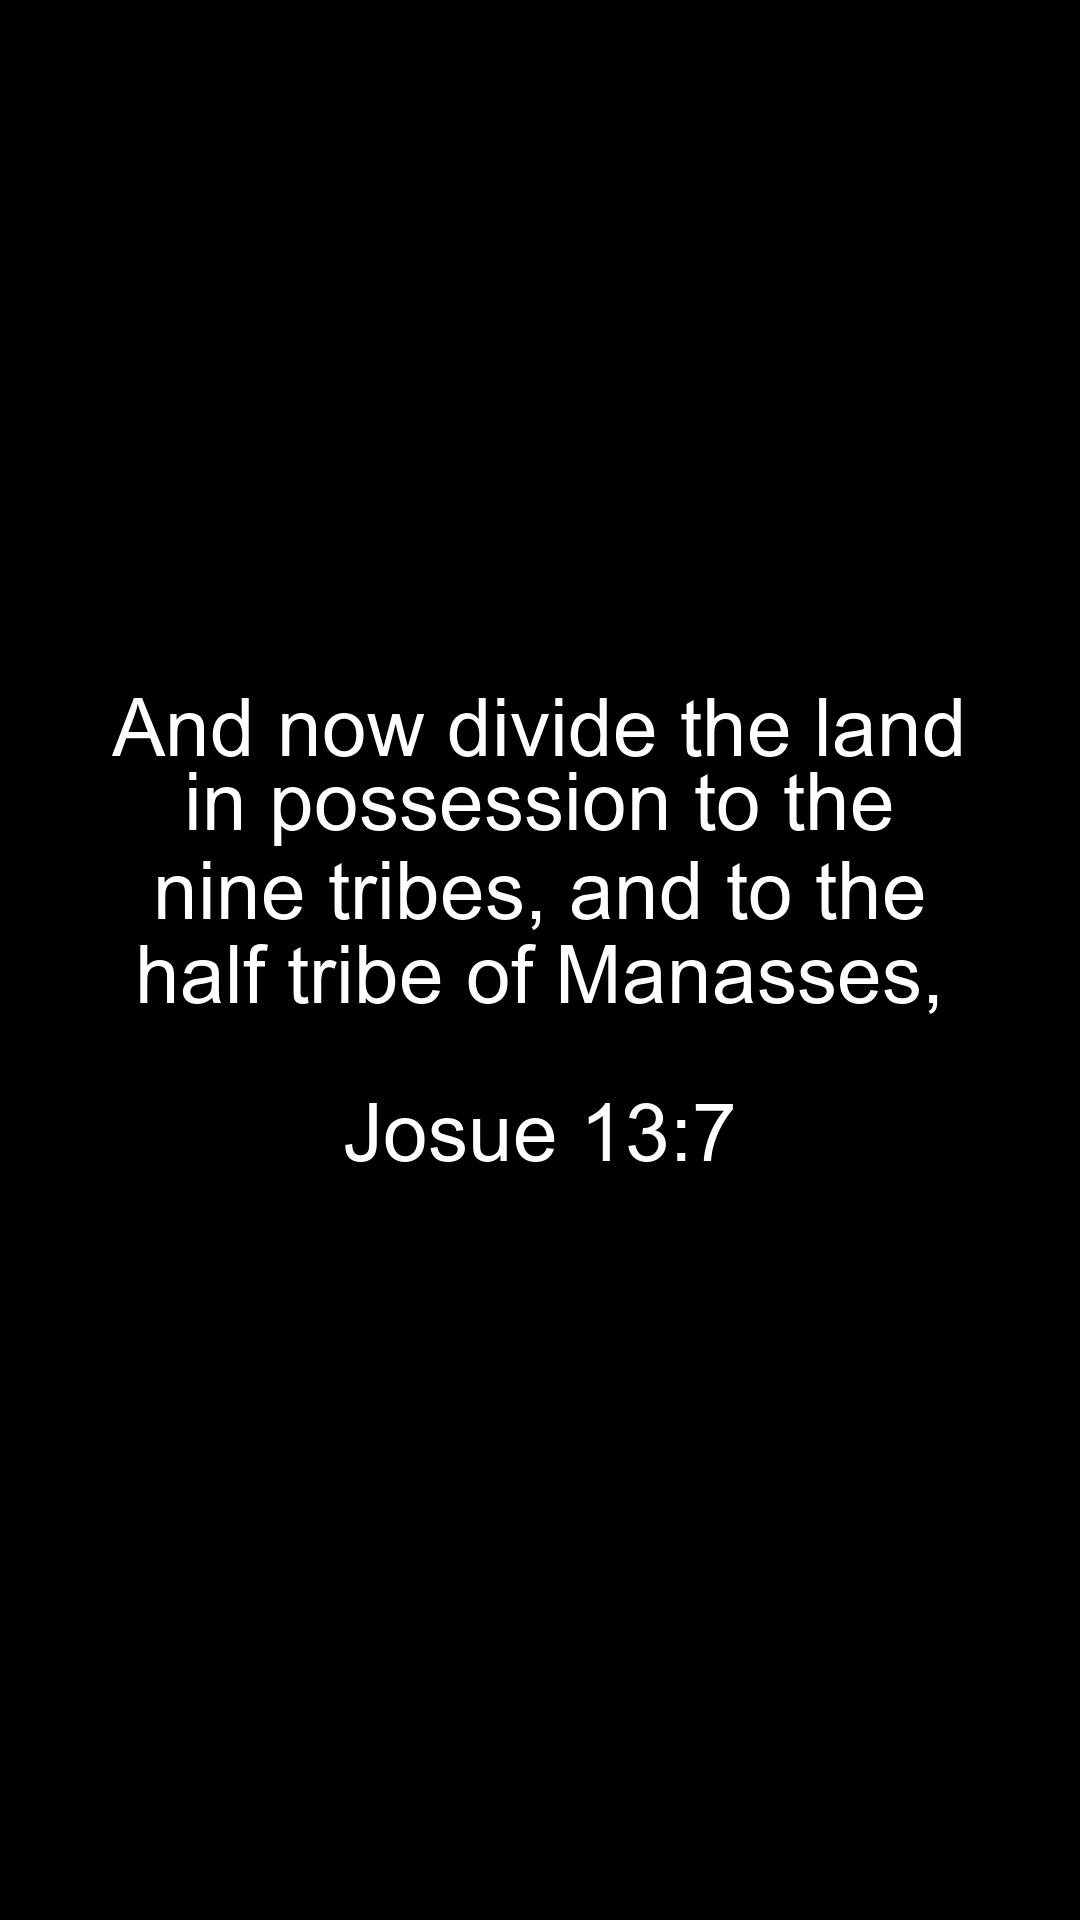 And now divide the land
in possession to the
nine tribes, and to the
half tribe of Manasses,
Josue 13:7